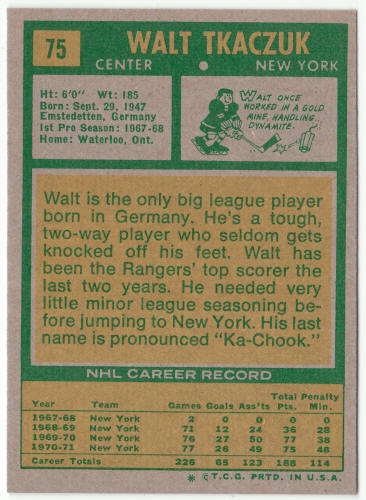 75
WALT TKACZUK
CENTER • NEW YORK
Ht: 6'0" Wt: 185
Born: Sept. 29, 1947
Emstedetten, Germany
1st Pro Season: 1967-68
Home: Waterloo, Ont.
WALT ONCE
WORKED IN A GOLD
MINE, HANDLING
DYNAMITE.
Walt is the only big league player
born in Germany. He's a tough,
two-way player who seldom gets
knocked off his feet. Walt has
been the Rangers' top scorer the
last two years. He needed very
little minor league seasoning be-
fore jumping to New York. His last
name is pronounced "Ka-Chook."
NHL CAREER RECORD
Total Penalty
Year Team Games Goals Ass'ts Pts. Min.
1967-68 New York 2 0 0 0 0
1968-69 New York 71 12 24 36 28
1969-70 New York 76 27 50 77 38
1970-71 New York 77 26 49 75 48
Career Totals 226 65 123 188 114
* © T.C.G. PRTD. IN U.S.A.